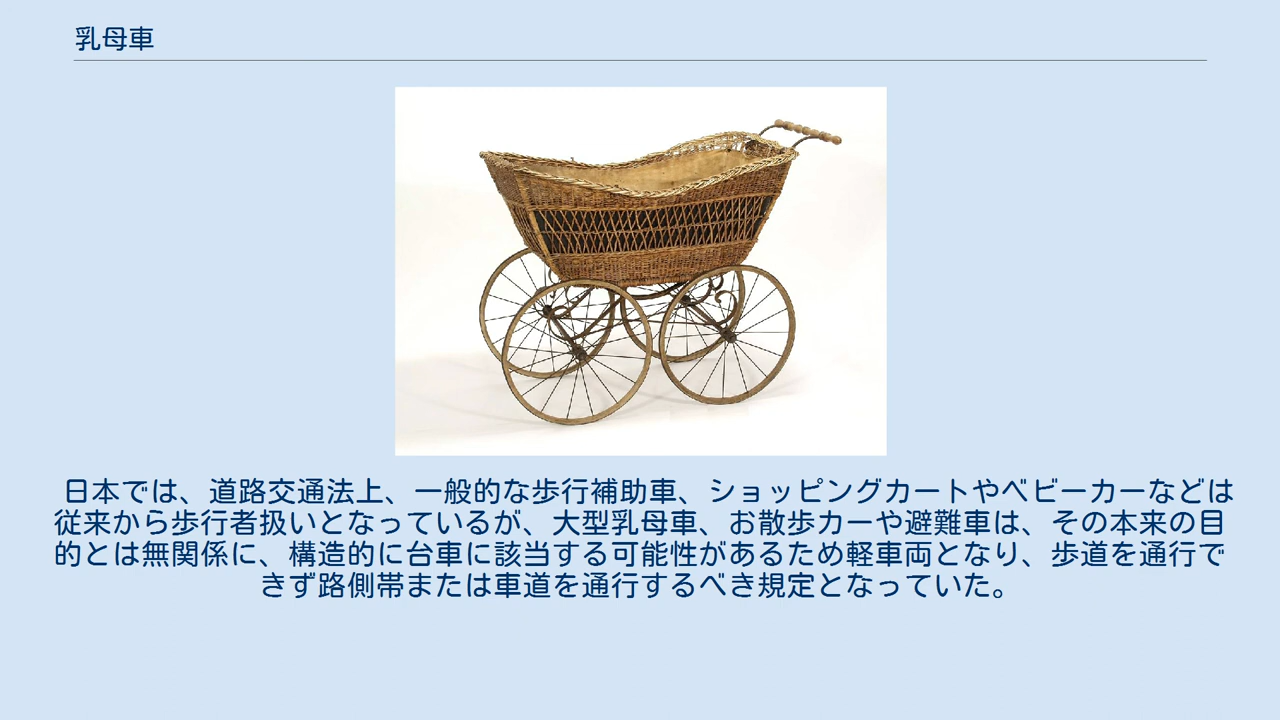 乳母車
日本では、道路交通法上、一般的な歩行補助車、ショッピングカートやベビーカーなどは
従来から歩行者扱いとなっているが、大型乳母車、お散歩カーや避難車は、その本来の目
的とは無関係に、構造的に台車に該当する可能性があるため軽車両となり、歩道を通行で
きず路側帯または車道を通行するべき規定となっていた。